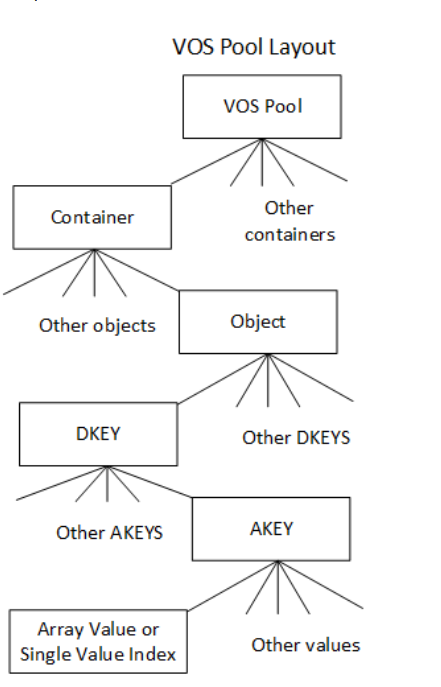 VOS Pool Layout
VOS Pool
Container
Other
containers
Other objects
Object
DKEY
Other DKEYS
Other AKEYS
AKEY
Array Value or
Single Value Index
Other values